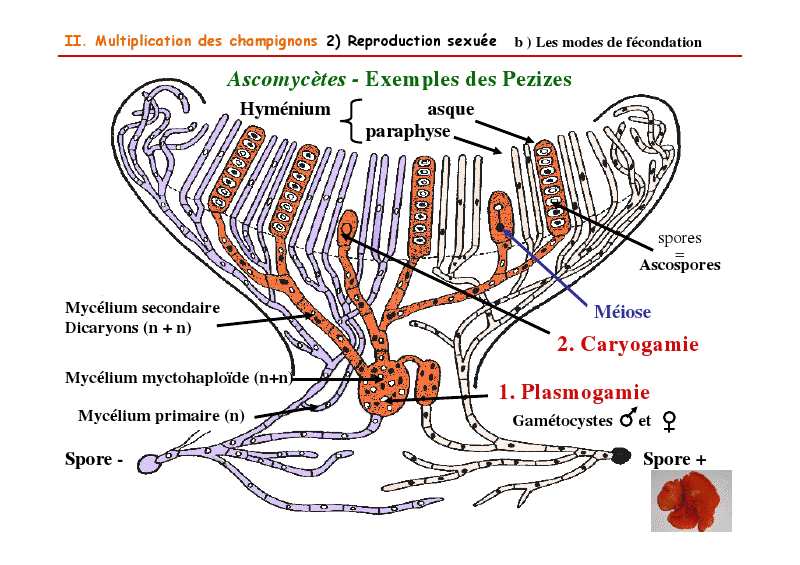 II. Multiplication des champignons 2) Reproduction sexuée b ) Les modes de fécondation
Ascomycètes - Exemples des Pezizes
Hyménium
asque
paraphyse
spores
=
Ascospores
Mycélium secondaire
Dicaryons (n + n)
Méiose
2. Caryogamie
Mycélium myctohaploïde (n+n)
1. Plasmogamie
Mycélium primaire (n)
Gamétocystes ♂ et ♀
Spore -
Spore +